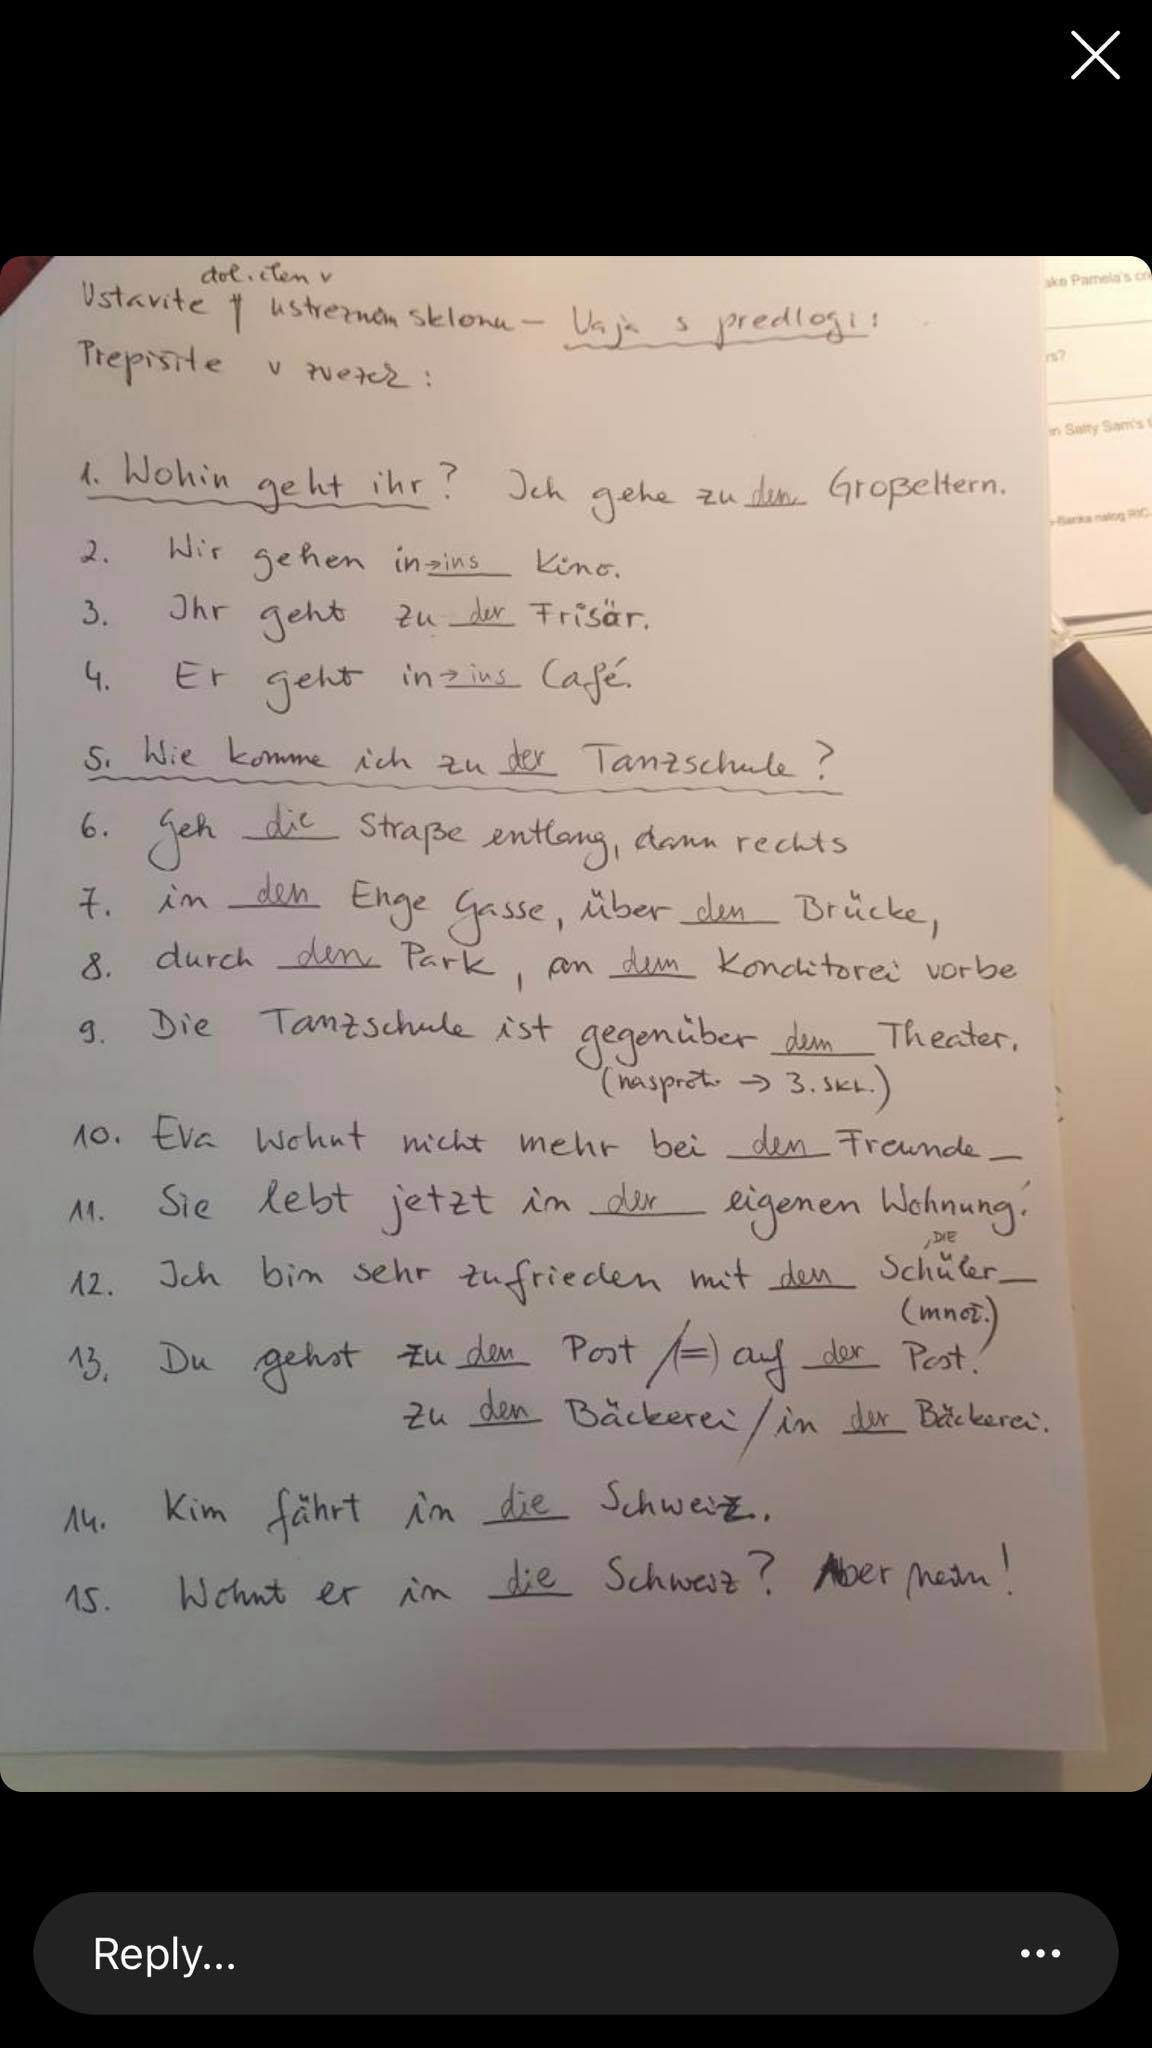 dol. člen v
Ustavite v ustreznem sklonu - Vaja s predlogi:
Prepišite v zvezek:
1. Wohin geht ihr? Ich gehe zu den Großeltern.
2. Wir gehen in→ins Kino.
3. Ihr geht zu der Frisär.
4. Er geht in→ins Café.
5. Wie komme ich zu der Tanzschule?
6. Geh die Straße entlang, dann rechts
7. in den Enge Gasse, über den Brücke,
8. durch den Park, an dem Konditorei vorbe
9. Die Tanzschule ist gegenüber dem Theater.
(nasproti → 3. skl.)
10. Eva wohnt nicht mehr bei den Freunde_
11. Sie lebt jetzt in der eigenen Wohnung.
, DIE
12. Ich bin sehr zufrieden mit den Schüler_
(množ.)
13. Du gehst zu den Post /(=) auf der Post.
zu den Bäckerei / in der Bäckerei.
14. Kim fährt in die Schweiz.
15. Wohnt er in die Schweiz? Aber nein!
ake Pamela's
rs?
in Salty Sam's
Reply...